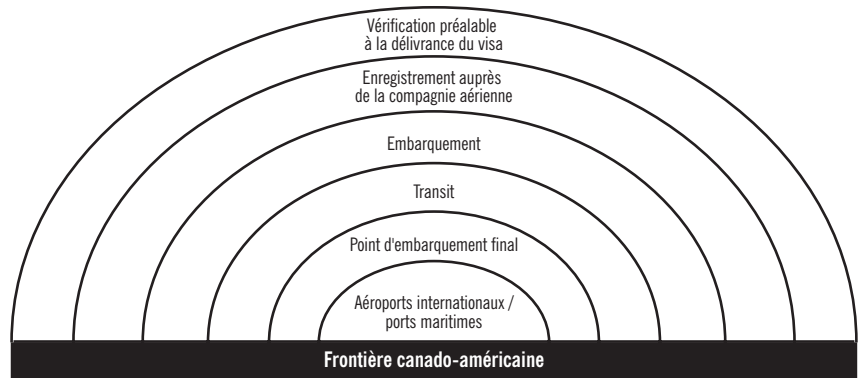 Vérification préalable
à la délivrance du visa
Enregistrement auprès
de la compagnie aérienne
Embarquement
Transit
Point d'embarquement final
Aéroports internationaux /
ports maritimes
Frontière canado-américaine